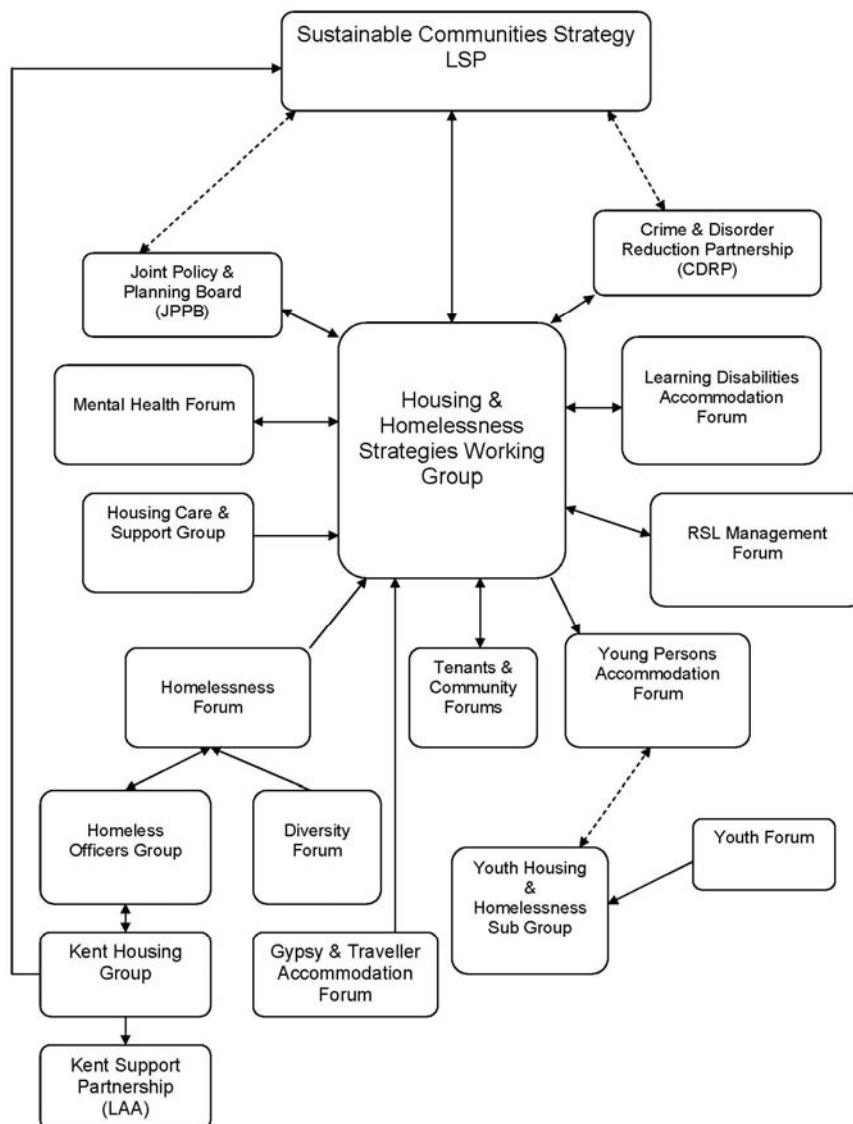 Sustainable Communities Strategy
LSP
Crime & Disorder
Reduction Partnership
(CDRP)
Joint Policy &
Planning Board
(JPPB)
Mental Health Forum
Housing &
Homelessness
Strategies Working
Group
Learning Disabilities
Accommodation
Forum
Housing Care &
Support Group
RSL Management
Forum
Homelessness
Forum
Tenants &
Community
Forums
Young Persons
Accommodation
Forum
Homeless
Officers Group
Diversity
Forum
Youth Housing
&
Homelessness
Sub Group
Youth Forum
Kent Housing
Group
Gypsy & Traveller
Accommodation
Forum
Kent Support
Partnership
(LAA)